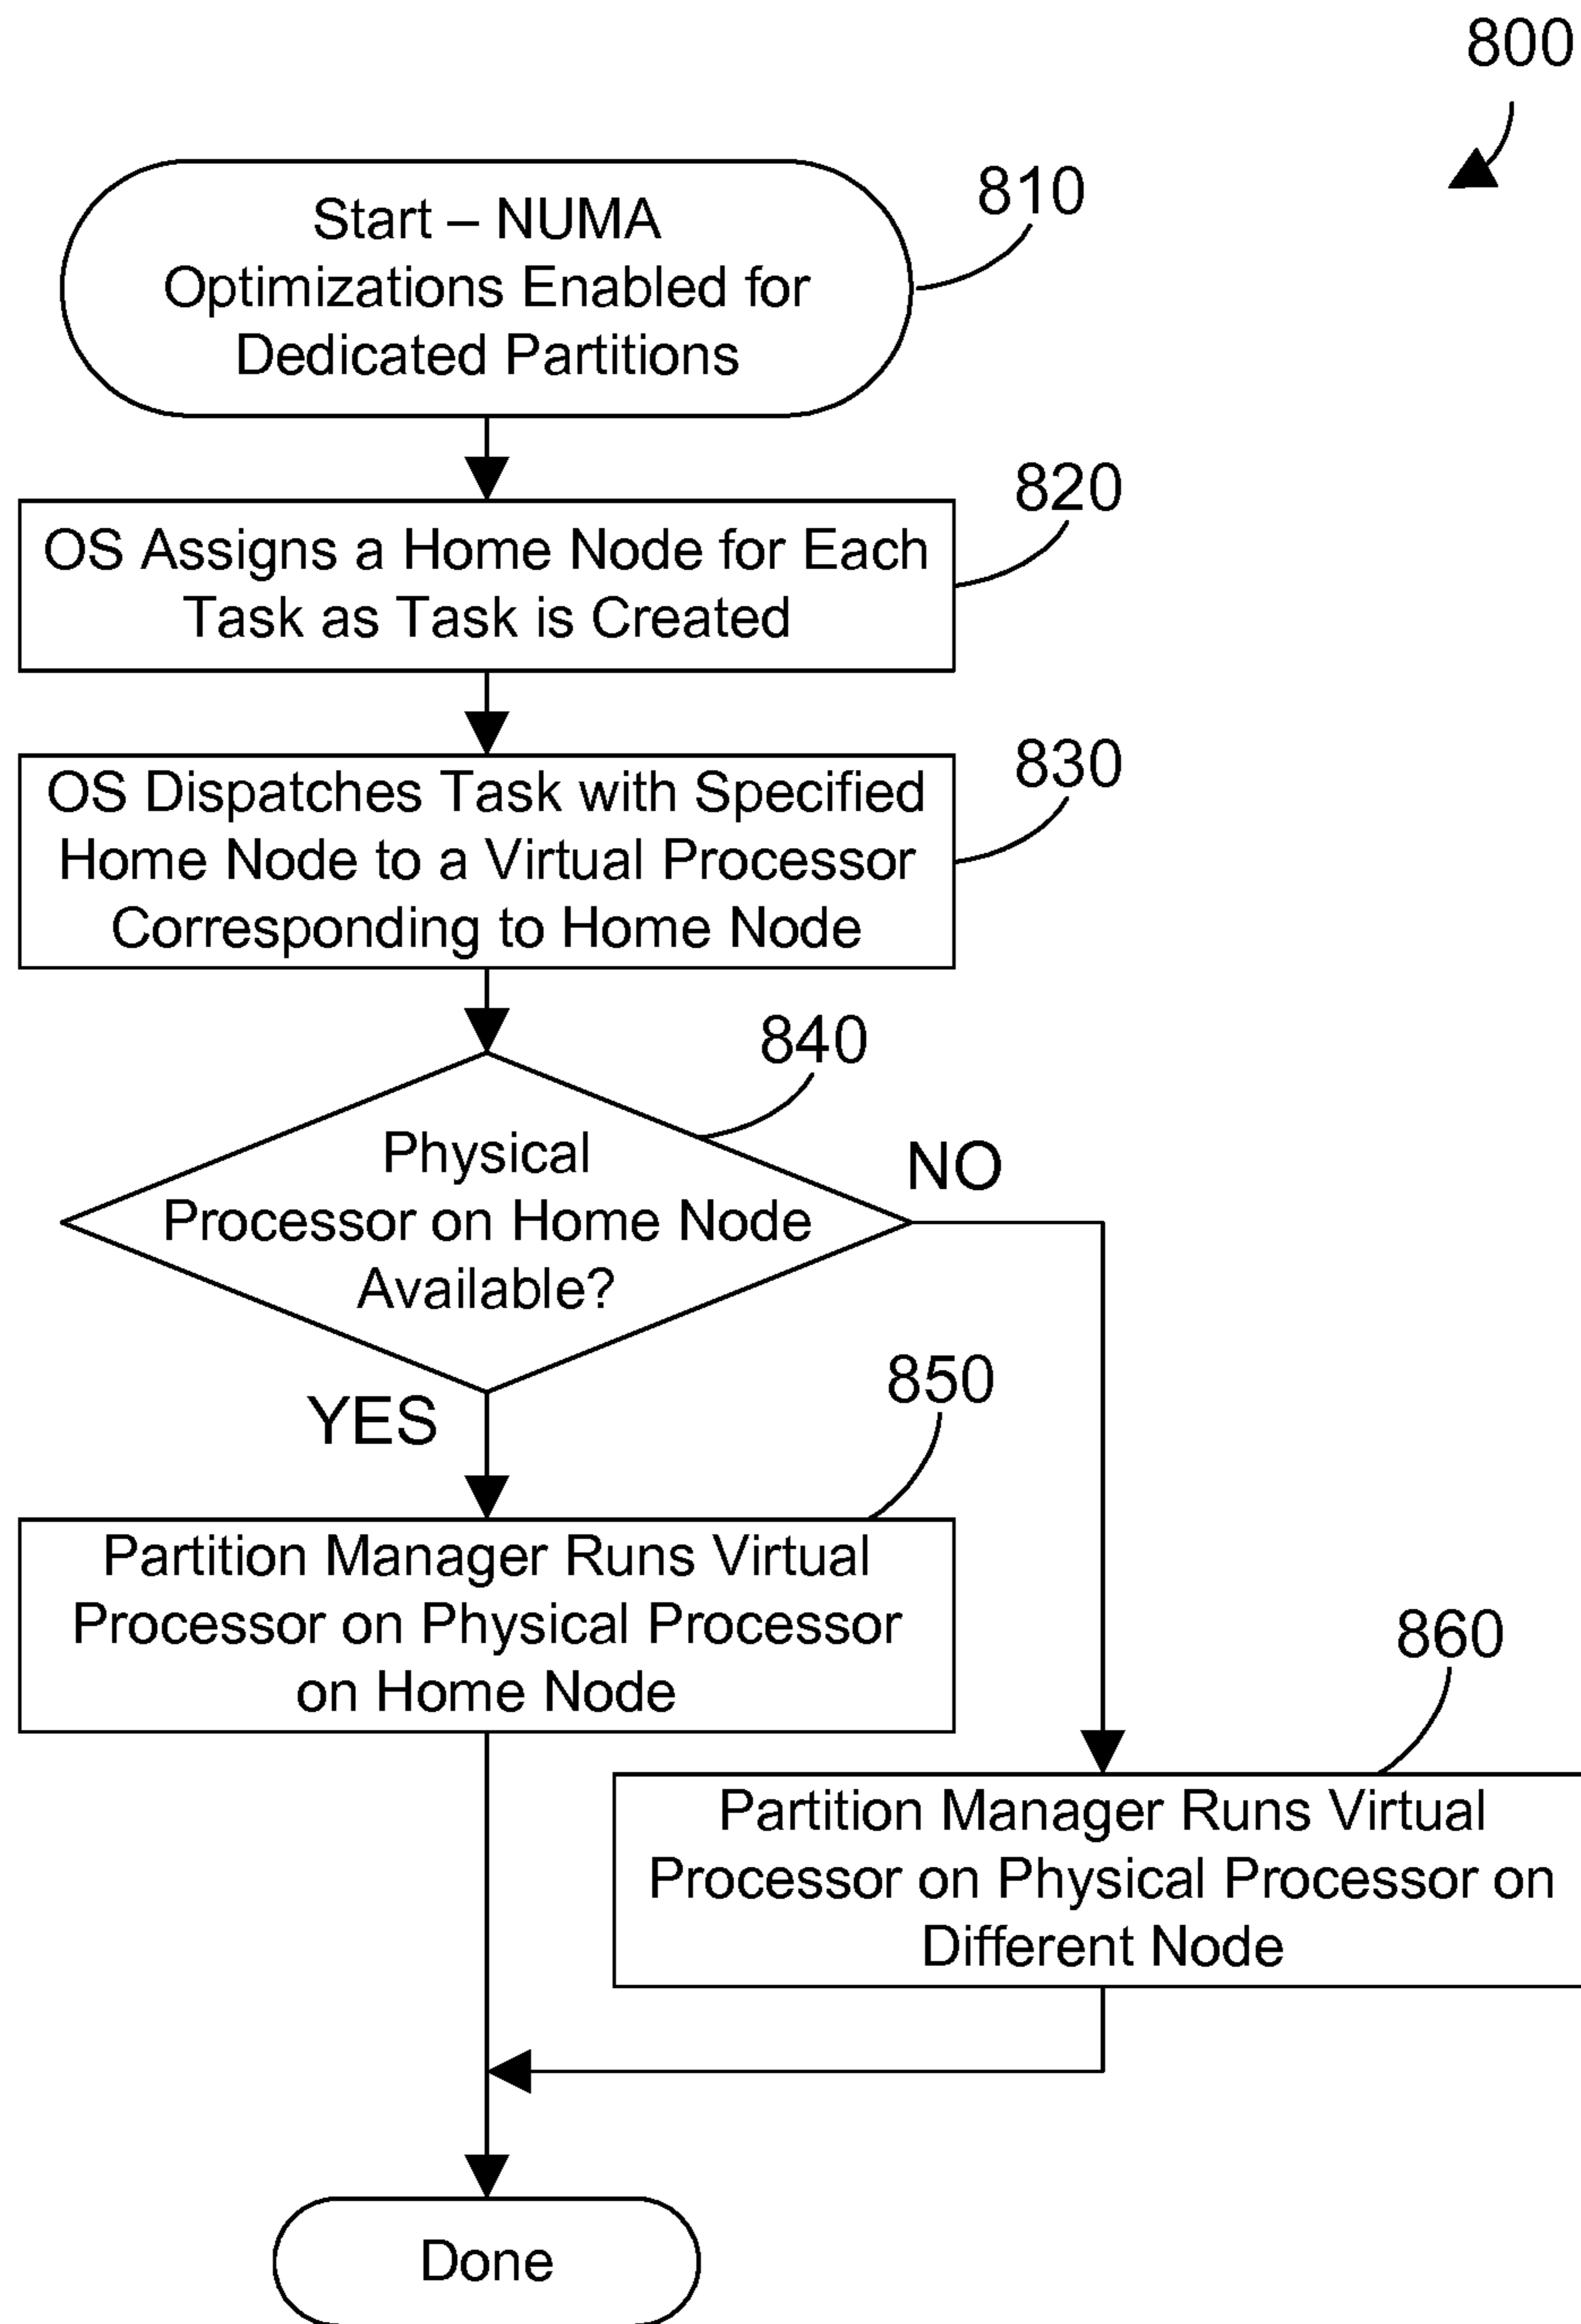 800
810
Start – NUMA
Optimizations Enabled for
Dedicated Partitions
820
OS Assigns a Home Node for Each
Task as Task is Created
830
OS Dispatches Task with Specified
Home Node to a Virtual Processor
Corresponding to Home Node
840
Physical
Processor on Home Node
Available?
NO
YES
850
Partition Manager Runs Virtual
Processor on Physical Processor
on Home Node
860
Partition Manager Runs Virtual
Processor on Physical Processor on
Different Node
Done